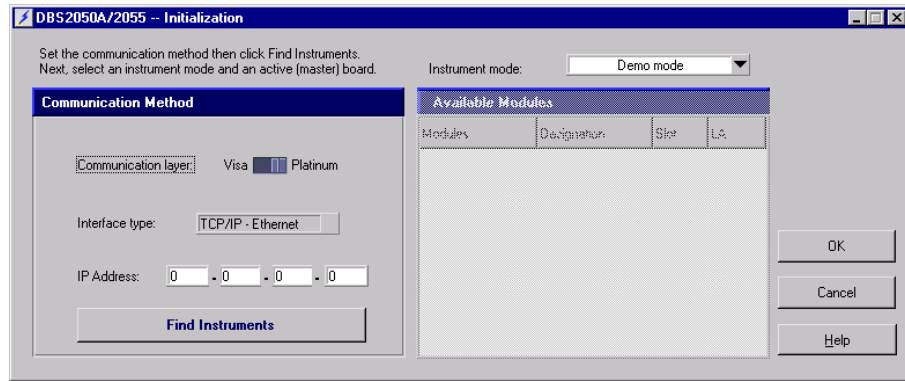 DBS2050A/2055 -- Initialization
Set the communication method then click Find Instruments.
Next, select an instrument mode and an active (master) board.
Instrument mode:
Demo mode
Communication Method
Communication layer:
Visa
Platinum
Interface type:
TCP/IP - Ethernet
IP Address:
0 - 0 - 0 - 0
Find Instruments
Available Modules
Modules Designation Slot LA
OK
Cancel
Help